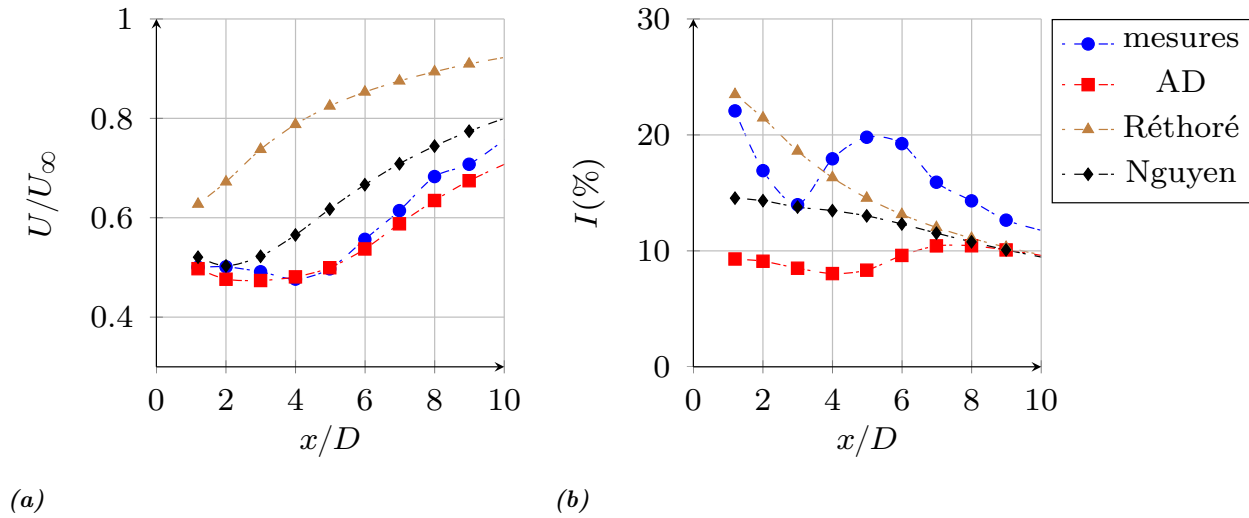 1
0.8
0.6
0.4
U/U∞
0 2 4 6 8 10
x/D
(a)
30
20
10
0
I(%)
0 2 4 6 8 10
x/D
(b)
mesures
AD
Réthoré
Nguyen